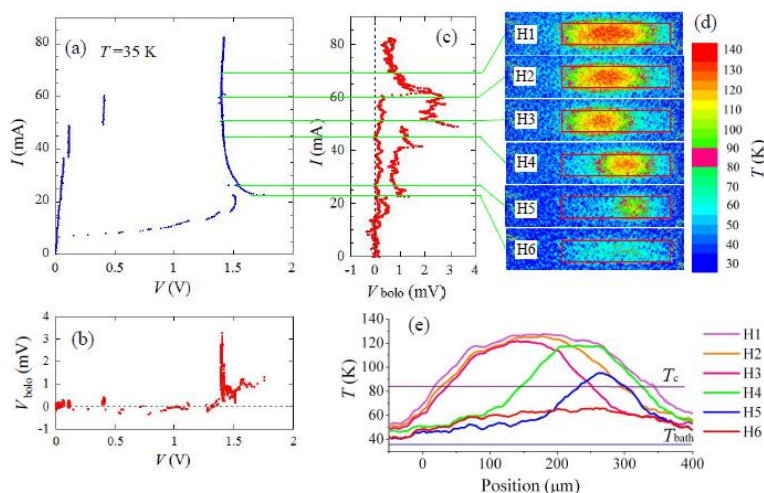 (a)
T =35 K
I (mA)
80
60
40
20
0
0
0.5
1
1.5
2
V (V)
(c)
I (mA)
80
60
40
20
0
-1
0
1
2
3
4
V bolo (mV)
(d)
H1
H2
H3
H4
H5
H6
140
130
120
110
100
90
80
70
60
50
40
30
T (K)
(b)
V bolo (mV)
4
3
2
1
0
-1
0
0.5
1
1.5
2
V (V)
(e)
T (K)
140
120
100
80
60
40
0
100
200
300
400
Position (μm)
Tc
Tbath
H1
H2
H3
H4
H5
H6